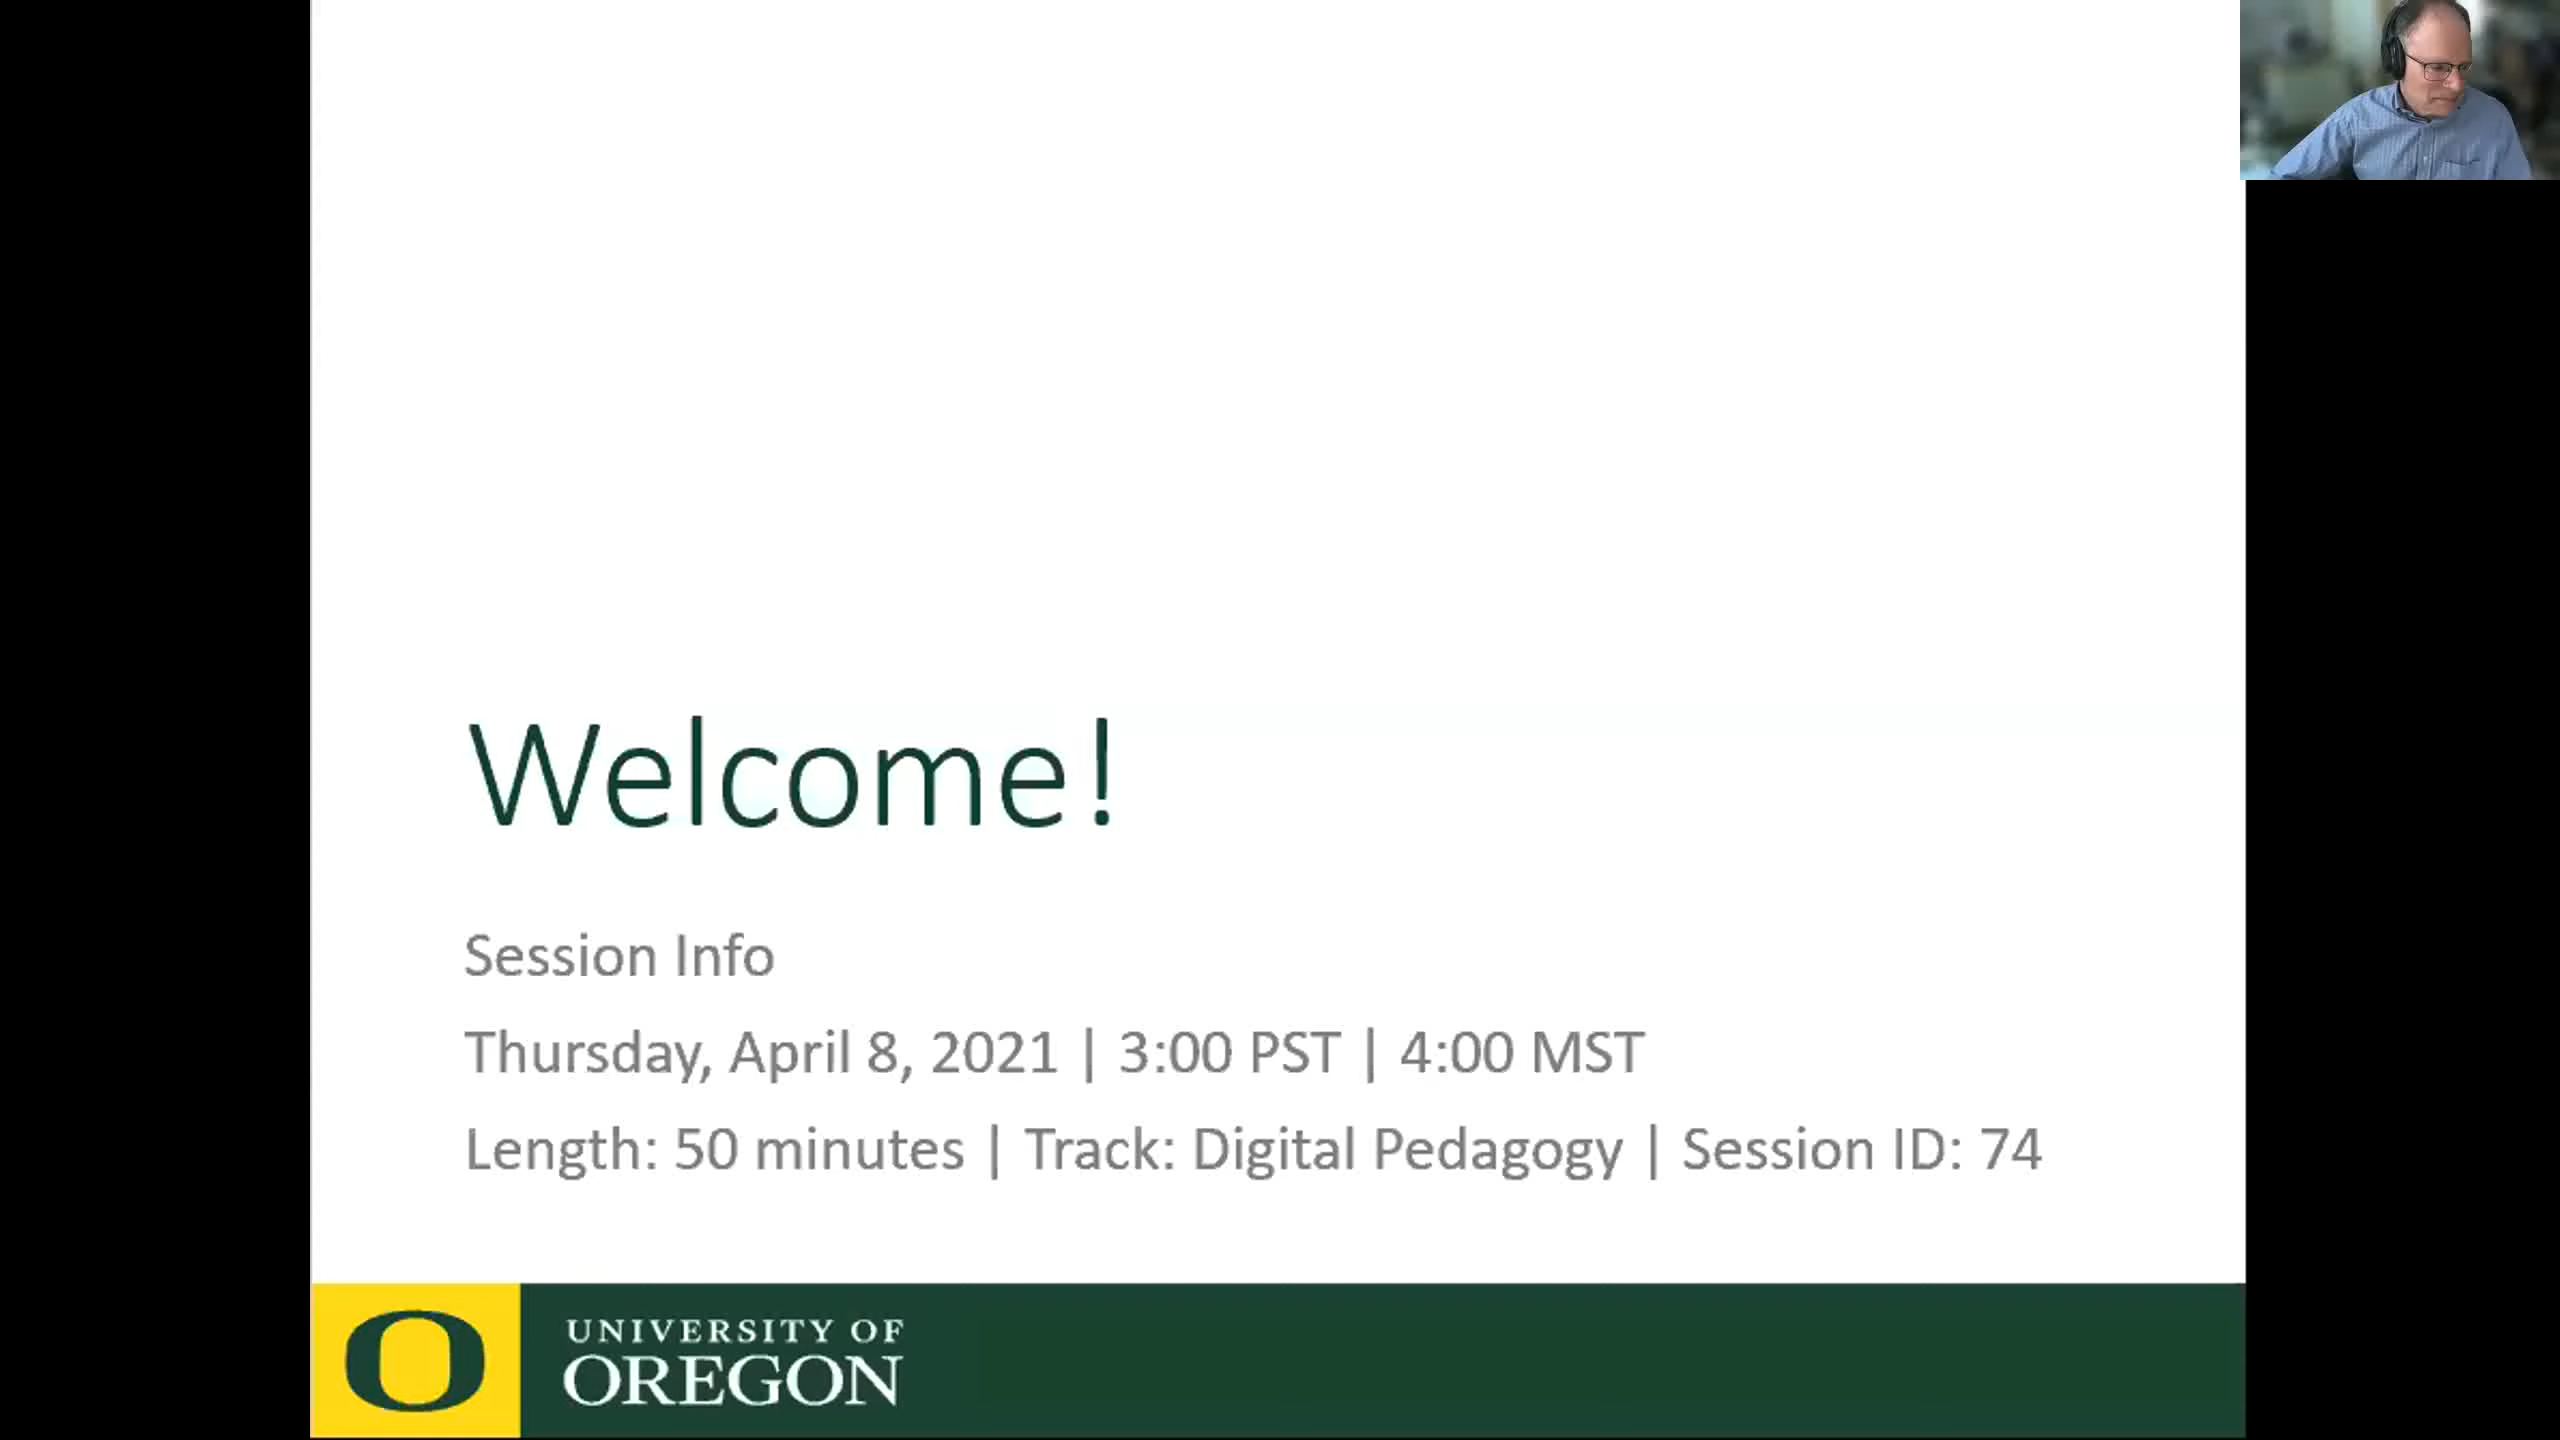 Welcome!
Session Info
Thursday, April 8, 2021 | 3:00 PST | 4:00 MST
Length: 50 minutes | Track: Digital Pedagogy | Session ID: 74
O
UNIVERSITY OF
OREGON